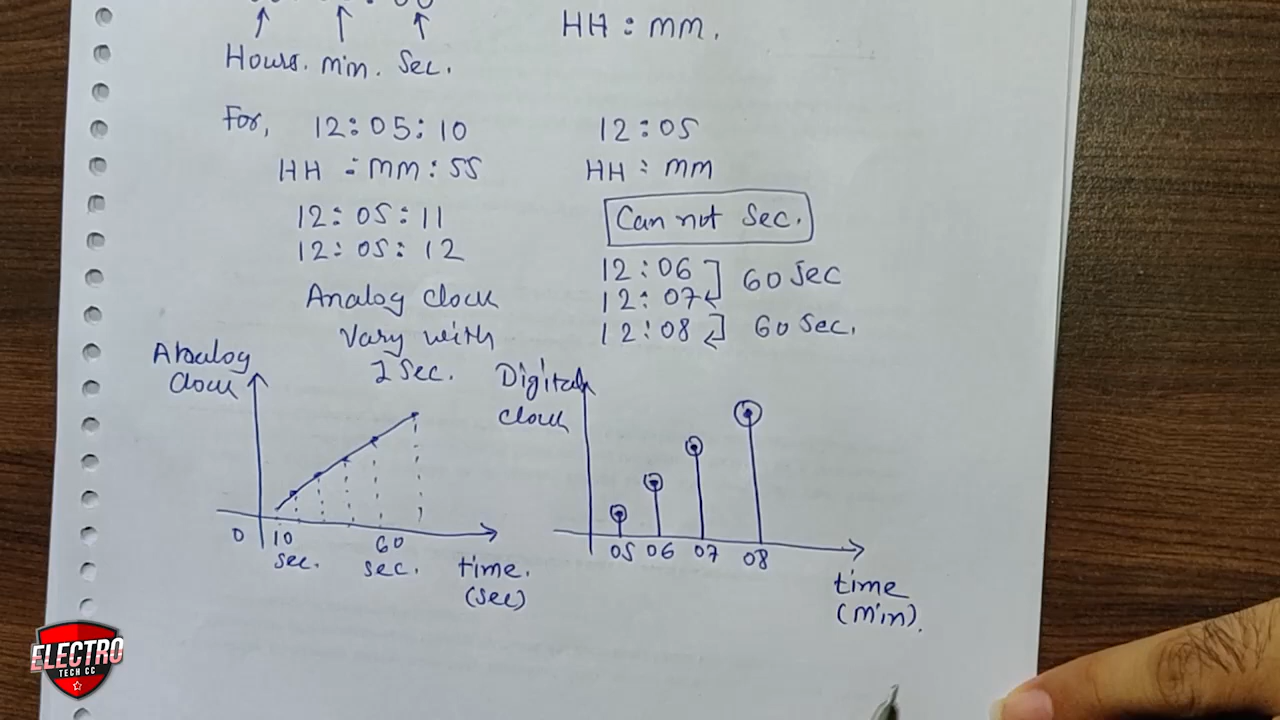 HH : mm.
Hours. min. Sec.
For, 12:05:10
HH : mm : SS
12:05:11
12:05:12
Analog clock
Vary with
1 Sec.
12:05
HH : mm
Can not Sec.
12:06
12:07
60 Sec
12:08
60 Sec.
Analog
clock
0
10
sec.
60
sec.
time.
(sec)
Digital
clock
05 06 07 08
time
(min).
ELECTRO
TECH CC